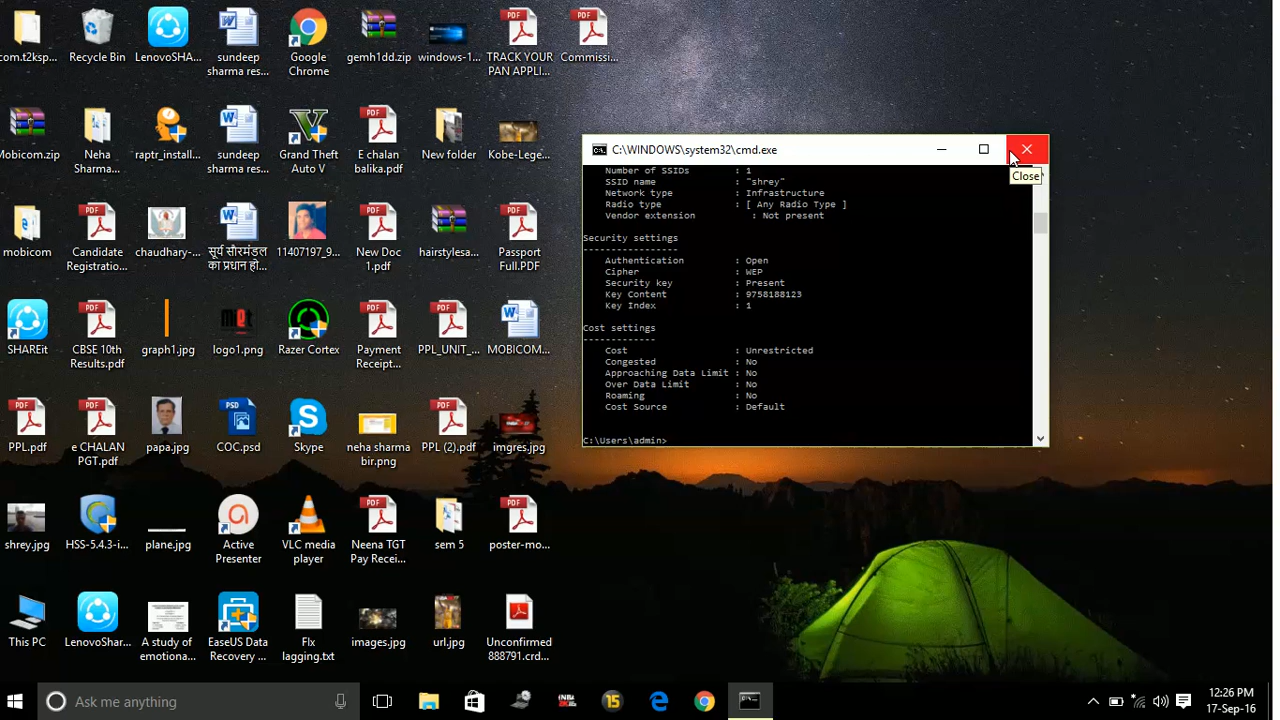 com.t2ksp...
Recycle Bin
LenovoSHA...
sundeep
sharma res...
Google
Chrome
gemh1dd.zip
windows-1...
TRACK YOUR
PAN APPLI...
Commissi...
Mobicom.zip
Neha
Sharma...
raptr_install...
sundeep
sharma res...
Grand Theft
Auto V
E chalan
balika.pdf
New folder
Kobe-Lege...
mobicom
Candidate
Registratio...
chaudhary-...
सूर्य सौरमंडल
का प्रधान हो...
11407197_9...
New Doc
1.pdf
hairstylesa...
Passport
Full.PDF
SHAREit
CBSE 10th
Results.pdf
graph1.jpg
logo1.png
Razer Cortex
Payment
Receipt...
PPL_UNIT_...
MOBICOM...
PPL.pdf
e CHALAN
PGT.pdf
papa.jpg
COC.psd
Skype
neha sharma
bir.png
PPL (2).pdf
imgres.jpg
shrey.jpg
HSS-5.4.3-i...
plane.jpg
Active
Presenter
VLC media
player
Neena TGT
Pay Recei...
sem 5
poster-mo...
This PC
LenovoShar...
A study of
emotiona...
EaseUS Data
Recovery ...
FIx
lagging.txt
images.jpg
url.jpg
Unconfirmed
888791.crd...
C:\WINDOWS\system32\cmd.exe
Close
Number of SSIDs : 1
SSID name : "shrey"
Network type : Infrastructure
Radio type : [ Any Radio Type ]
Vendor extension : Not present
Security settings
-----------------
Authentication : Open
Cipher : WEP
Security key : Present
Key Content : 9758188123
Key Index : 1
Cost settings
-------------
Cost : Unrestricted
Congested : No
Approaching Data Limit : No
Over Data Limit : No
Roaming : No
Cost Source : Default
C:\Users\admin>
Ask me anything
15
12:26 PM
17-Sep-16